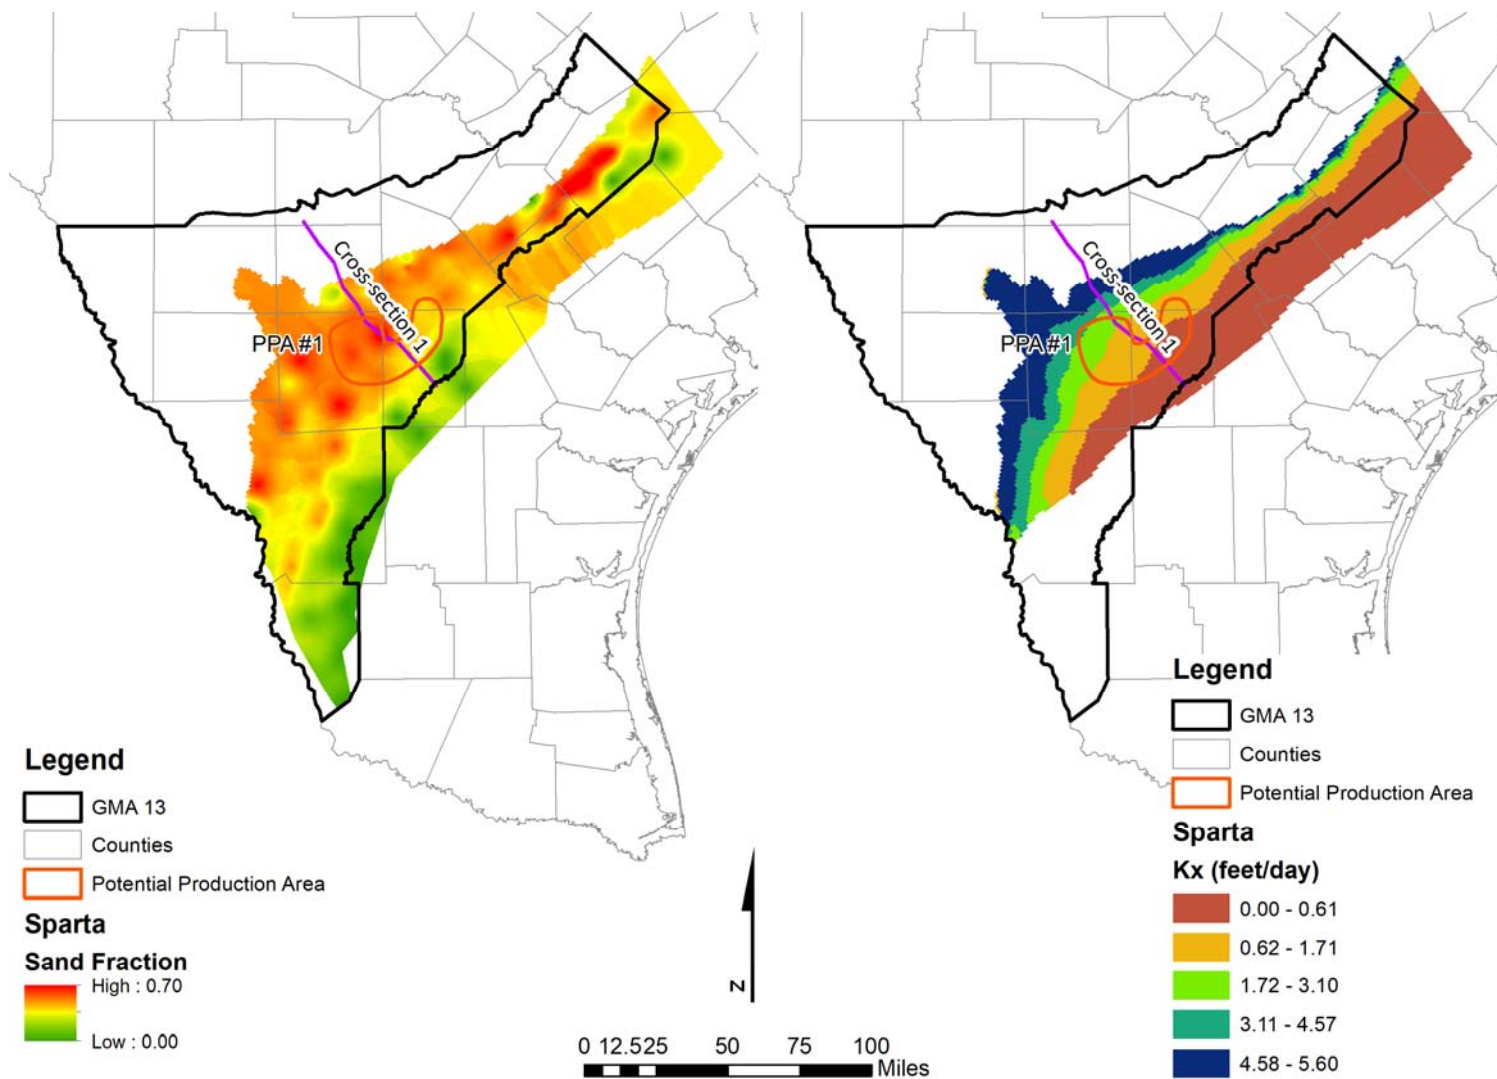 Cross-section 1
PPA #1
Legend
GMA 13
Counties
Potential Production Area
Sparta
Sand Fraction
High : 0.70
Low : 0.00
Cross-section 1
PPA #1
Legend
GMA 13
Counties
Potential Production Area
Sparta
Kx (feet/day)
0.00 - 0.61
0.62 - 1.71
1.72 - 3.10
3.11 - 4.57
4.58 - 5.60
N
0 12.525 50 75 100
Miles